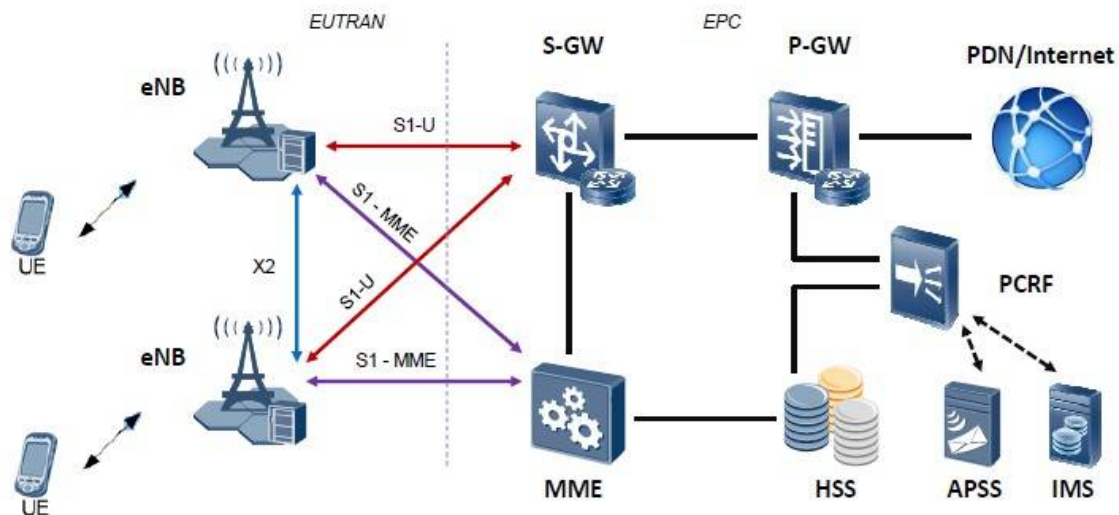 EUTRAN
EPC
S-GW
P-GW
PDN/Internet
eNB
S1-U
S1 - MME
UE
X2
S1-U
PCRF
eNB
S1 - MME
UE
MME
HSS
APSS
IMS